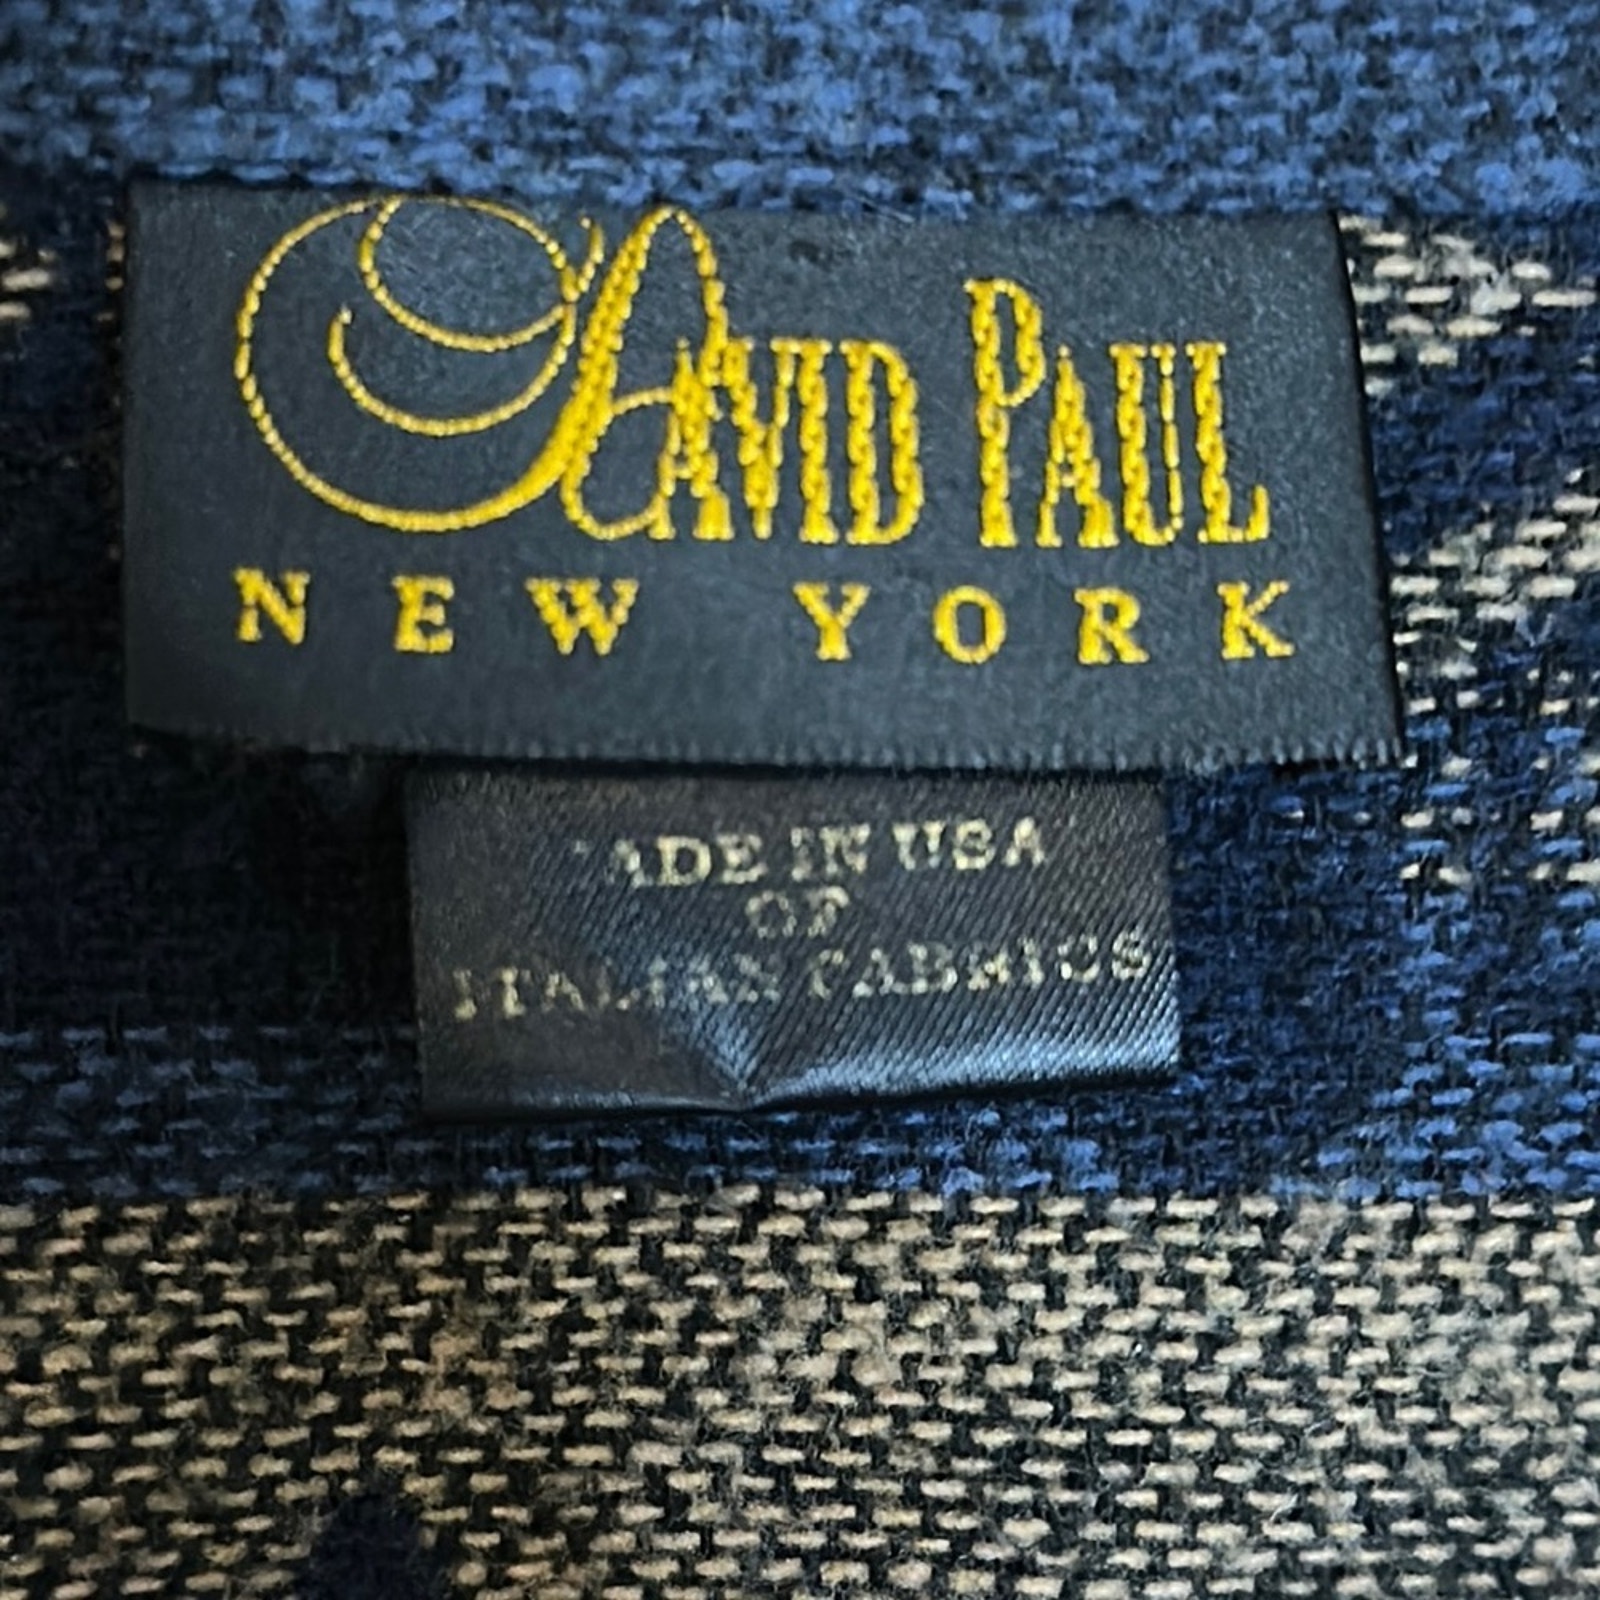 DAVID PAUL
NEW YORK
MADE IN USA
OF
ITALIAN FABRICS